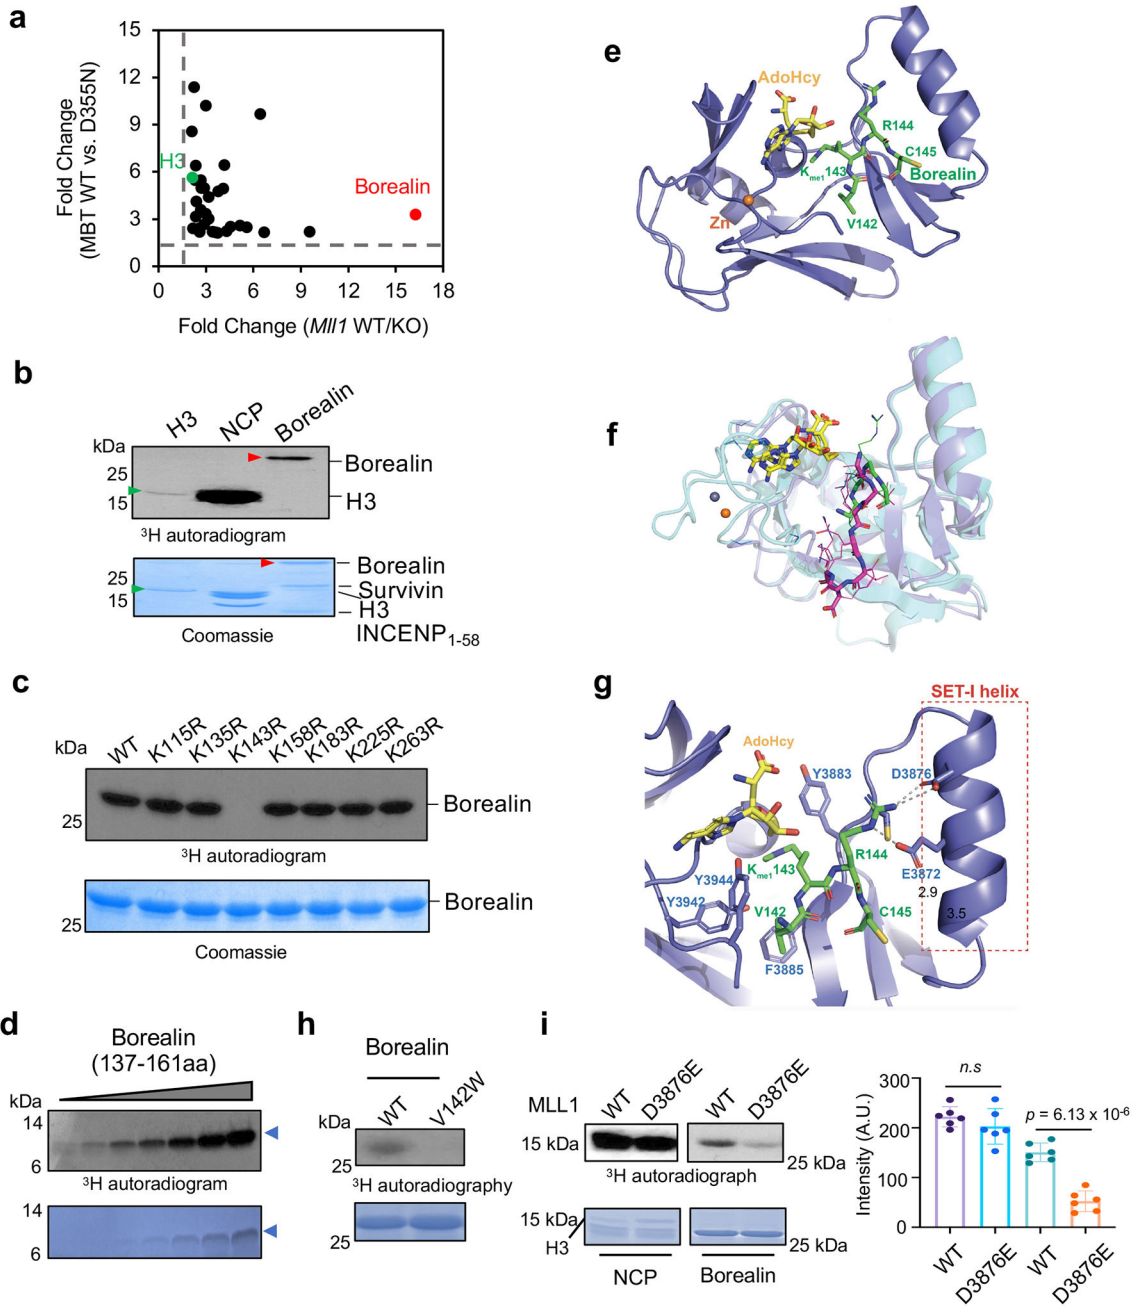 a
15
12
9
6
3
0
0 3 6 9 12 15 18
Fold Change
(MBT WT vs. D355N)
Fold Change (Mll1 WT/KO)
H3
Borealin
b
H3 NCP Borealin
kDa
25
15
Borealin
H3
3H autoradiogram
25
15
Borealin
Survivin
H3
INCENP1-58
Coomassie
c
kDa
WT K115R K135R K143R K158R K183R K225R K263R
25
Borealin
3H autoradiogram
25
Borealin
Coomassie
d
Borealin
(137-161aa)
kDa
14
6
3H autoradiogram
14
6
e
AdoHcy
R144
C145
Kme1143
Borealin
Zn
V142
f
g
SET-I helix
AdoHcy
Y3883
D3876
Kme1143
R144
E3872
Y3944
2.9
Y3942
V142
C145
3.5
F3885
h
Borealin
WT V142W
kDa
25
3H autoradiography
25
i
MLL1
WT D3876E WT D3876E
15 kDa
25 kDa
3H autoradiograph
15 kDa
H3
25 kDa
NCP Borealin
n.s
p = 6.13 x 10-6
Intensity (A.U.)
300
200
100
0
WT D3876E WT D3876E